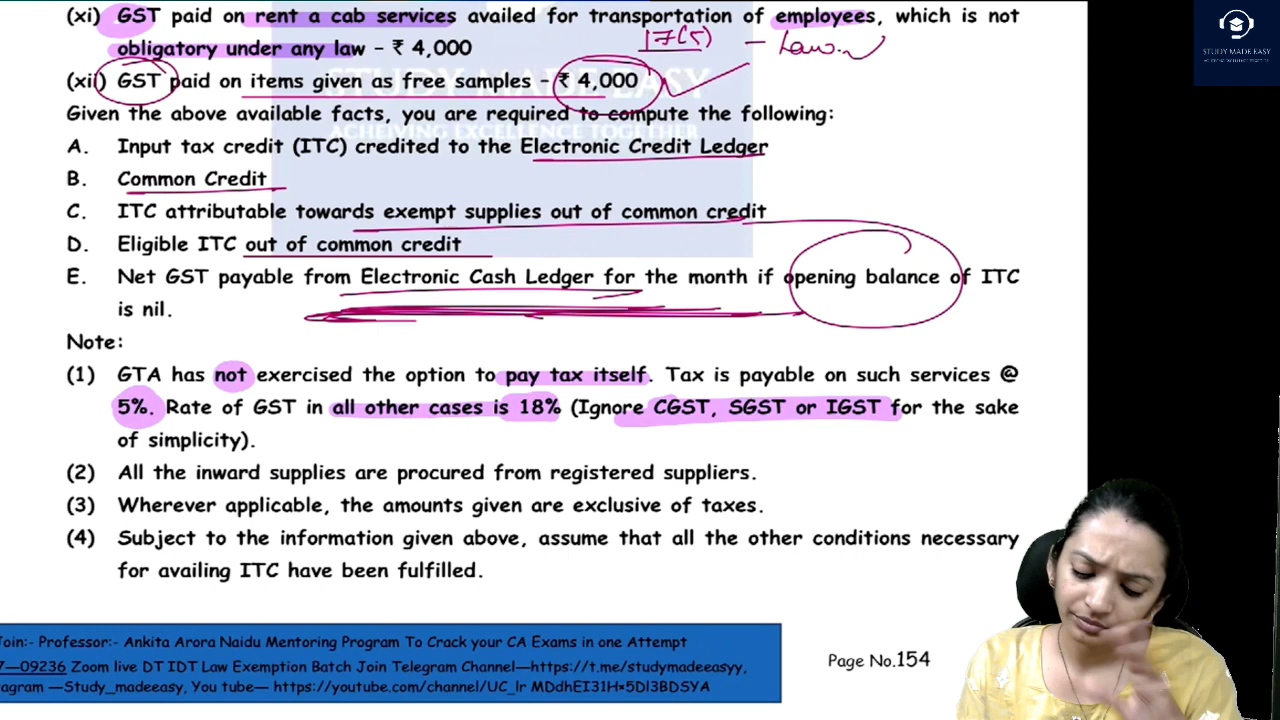 (xi) GST paid on rent a cab services availed for transportation of employees, which is not
obligatory under any law – ₹ 4,000
17(5) – Law.
(xii) GST paid on items given as free samples – ₹ 4,000
STUDY MADE EASY
ACHEIVING EXCELLENCE TOGETHER
Given the above available facts, you are required to compute the following:
A. Input tax credit (ITC) credited to the Electronic Credit Ledger
B. Common Credit
C. ITC attributable towards exempt supplies out of common credit
D. Eligible ITC out of common credit
E. Net GST payable from Electronic Cash Ledger for the month if opening balance of ITC
is nil.
Note:
(1) GTA has not exercised the option to pay tax itself. Tax is payable on such services @
5%. Rate of GST in all other cases is 18% (Ignore CGST, SGST or IGST for the sake
of simplicity).
(2) All the inward supplies are procured from registered suppliers.
(3) Wherever applicable, the amounts given are exclusive of taxes.
(4) Subject to the information given above, assume that all the other conditions necessary
for availing ITC have been fulfilled.
Join:- Professor:- Ankita Arora Naidu Mentoring Program To Crack your CA Exams in one Attempt
7—09236 Zoom live DT IDT Law Exemption Batch Join Telegram Channel—https://t.me/studymadeeasyy,
tagram —Study_madeeasy, You tube— https://youtube.com/channel/UC_lr MDdhEI31H*5Dl3BDSYA
Page No.154
STUDY MADE EASY